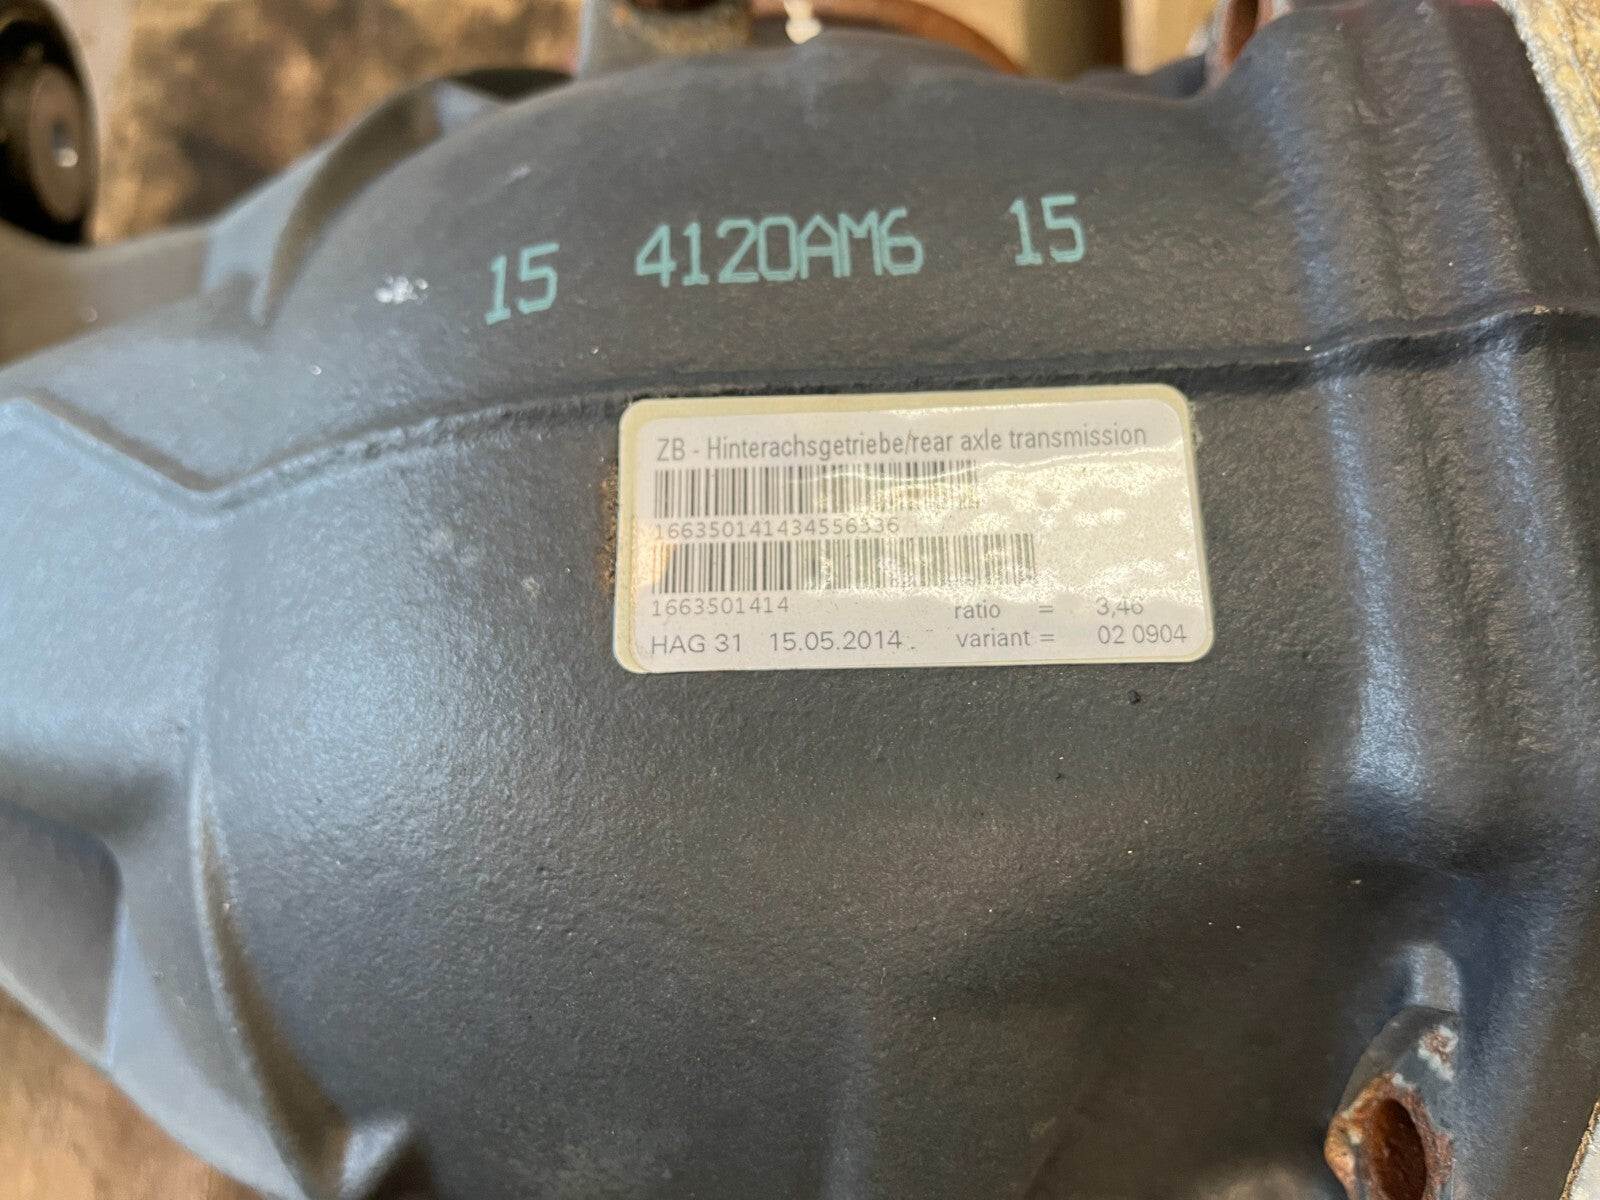 15 4120AM6 15
ZB - Hinterachsgetriebe/rear axle transmission
166350141434556336
1663501414 ratio = 3,46
HAG 31 15.05.2014 variant = 02 0904